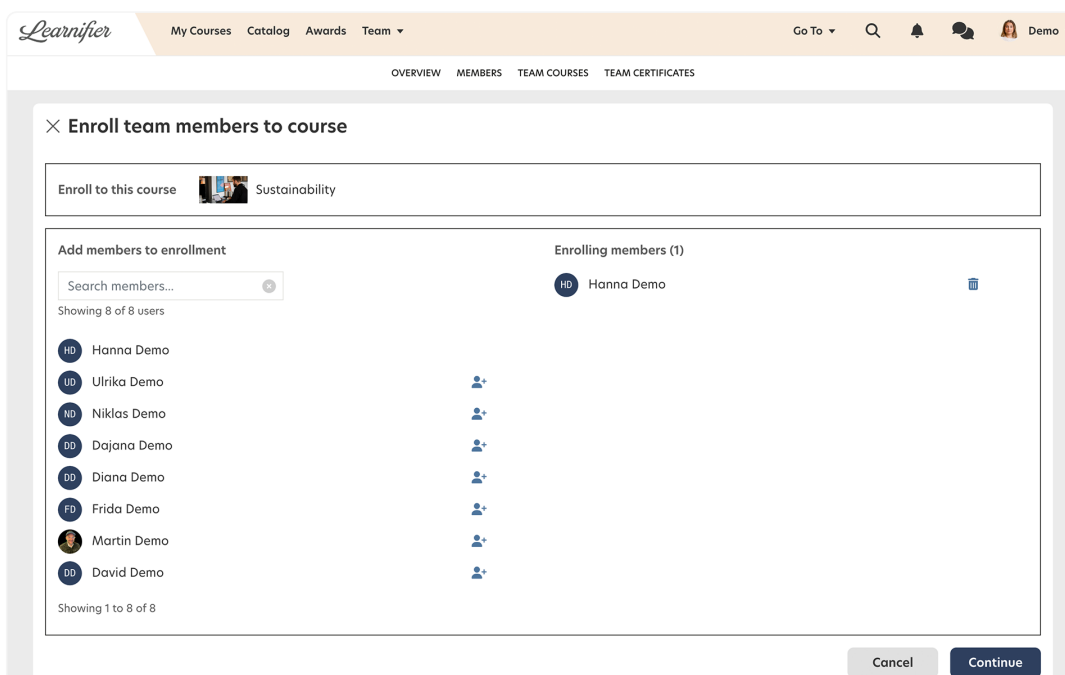 Learnifier My Courses Catalog Awards Team Go To Demo
OVERVIEW MEMBERS TEAM COURSES TEAM CERTIFICATES
Enroll team members to course
Enroll to this course Sustainability
Add members to enrollment
Search members...
Showing 8 of 8 users
HD Hanna Demo
UD Ulrika Demo
ND Niklas Demo
DD Dajana Demo
DD Diana Demo
FD Frida Demo
Martin Demo
DD David Demo
Showing 1 to 8 of 8
Enrolling members (1)
HD Hanna Demo
Cancel Continue